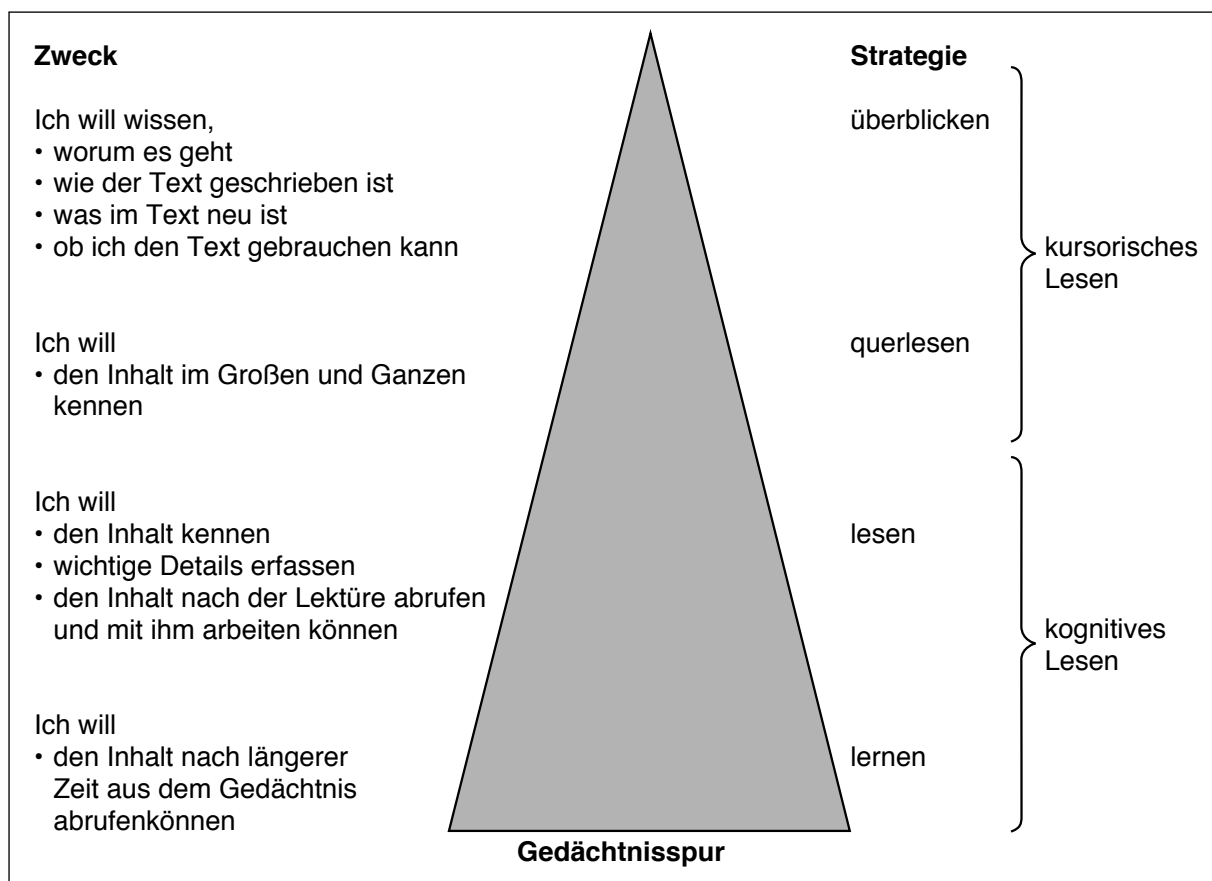 Zweck
Strategie
Ich will wissen,
überblicken
• worum es geht
• wie der Text geschrieben ist
• was im Text neu ist
• ob ich den Text gebrauchen kann
kursorisches
Lesen
Ich will
querlesen
• den Inhalt im Großen und Ganzen
kennen
Ich will
• den Inhalt kennen
lesen
• wichtige Details erfassen
• den Inhalt nach der Lektüre abrufen
und mit ihm arbeiten können
kognitives
Lesen
Ich will
• den Inhalt nach längerer
lernen
Zeit aus dem Gedächtnis
abrufenkönnen
Gedächtnisspur